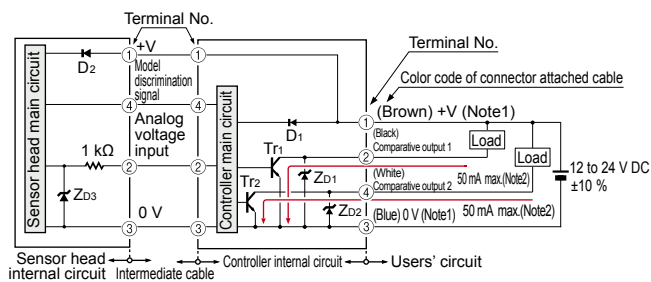 Terminal No.
Terminal No.
Color code of connector attached cable
+V
1
1
D2
Model
discrimination
signal
4
4
D1
1
(Brown) +V (Note1)
Sensor head main circuit
Controller main circuit
Analog
voltage
input
(Black)
Comparative output 1
Load
Load
1 kΩ
2
2
Tr1
2
ZD1
(White)
Comparative output 2
50 mA max.(Note2)
12 to 24 V DC
±10 %
ZD3
Tr2
4
ZD2
0 V
3
3
3
(Blue) 0 V (Note1)
50 mA max.(Note2)
Sensor head
internal circuit
Intermediate cable
Controller internal circuit
Users' circuit